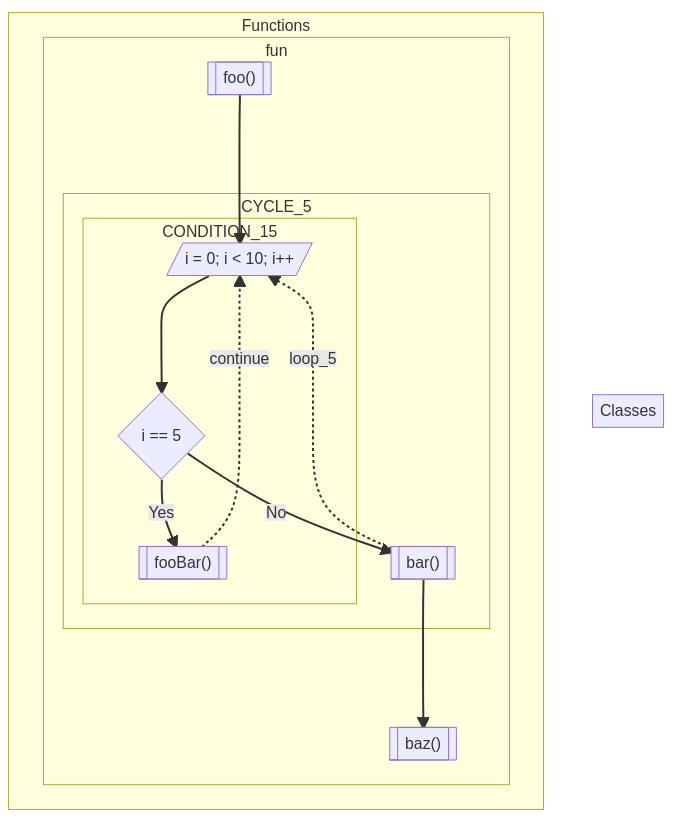 Functions
fun
foo()
CYCLE_5
CONDITION_15
i = 0; i < 10; i++
continue
loop_5
Classes
i == 5
Yes
No
fooBar()
bar()
baz()